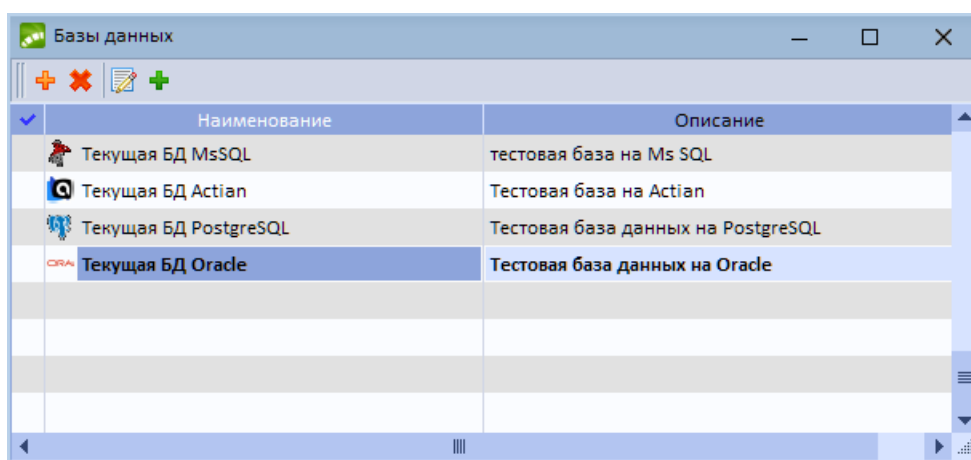 Базы данных
Наименование Описание
Текущая БД MsSQL тестовая база на Ms SQL
Текущая БД Actian Тестовая база на Actian
Текущая БД PostgreSQL Тестовая база данных на PostgreSQL
ORA Текущая БД Oracle Тестовая база данных на Oracle